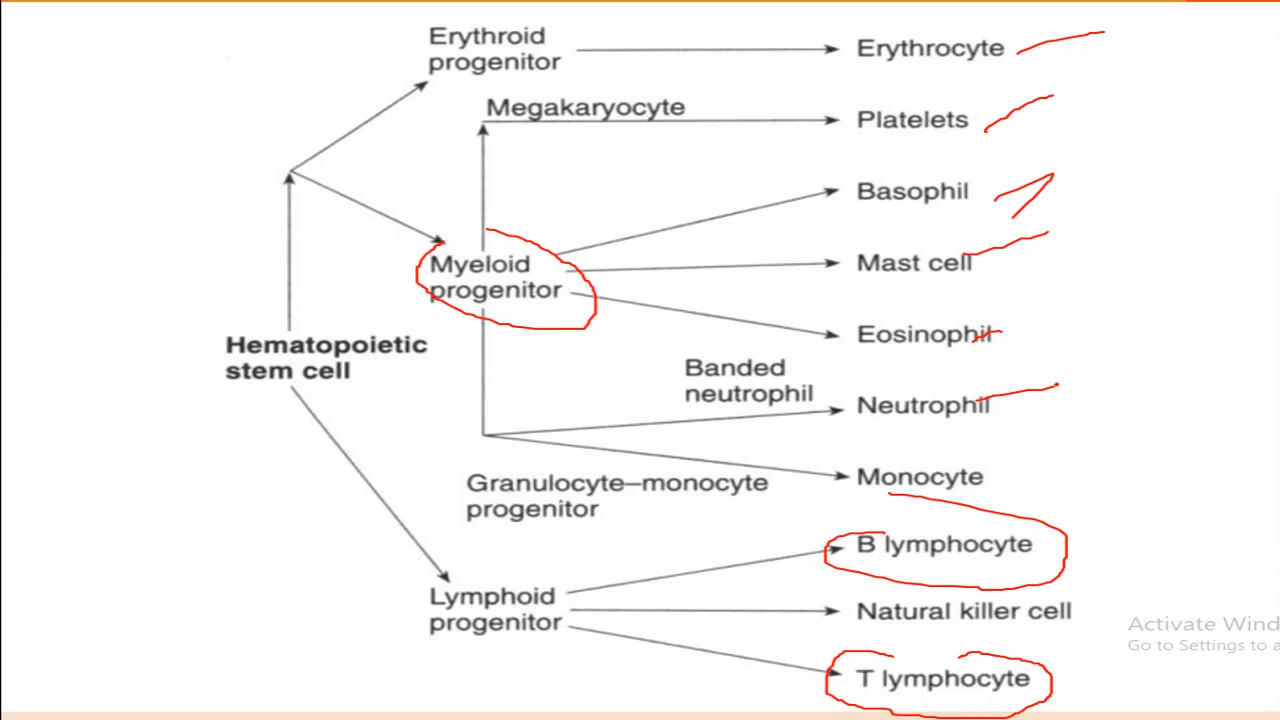 Erythroid
progenitor
Erythrocyte
Megakaryocyte
Platelets
Basophil
Myeloid
progenitor
Mast cell
Eosinophil
Hematopoietic
stem cell
Banded
neutrophil
Neutrophil
Monocyte
Granulocyte–monocyte
progenitor
B lymphocyte
Lymphoid
progenitor
Natural killer cell
T lymphocyte
Activate Wind
Go to Settings to a